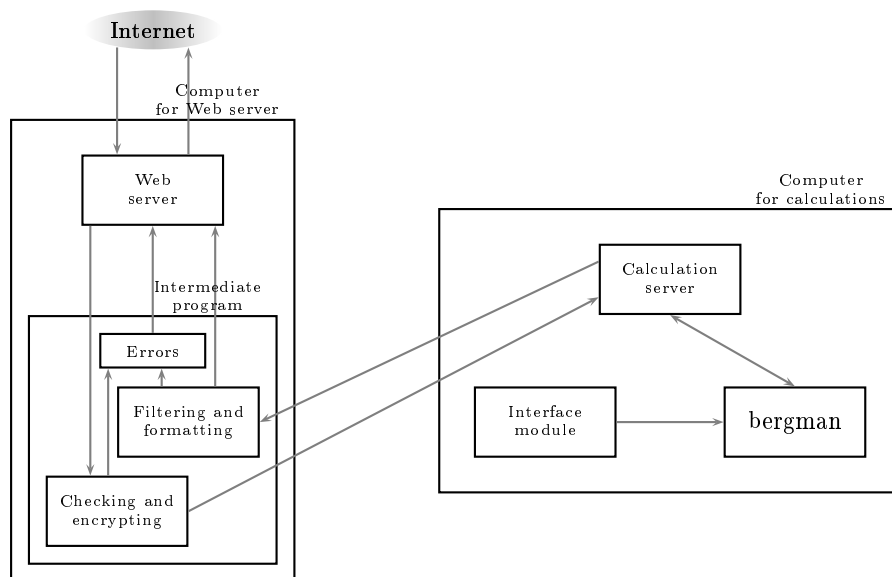 Internet
Computer
for Web server
Web
server
Intermediate
program
Errors
Filtering and
formatting
Checking and
encrypting
Computer
for calculations
Calculation
server
Interface
module
bergman